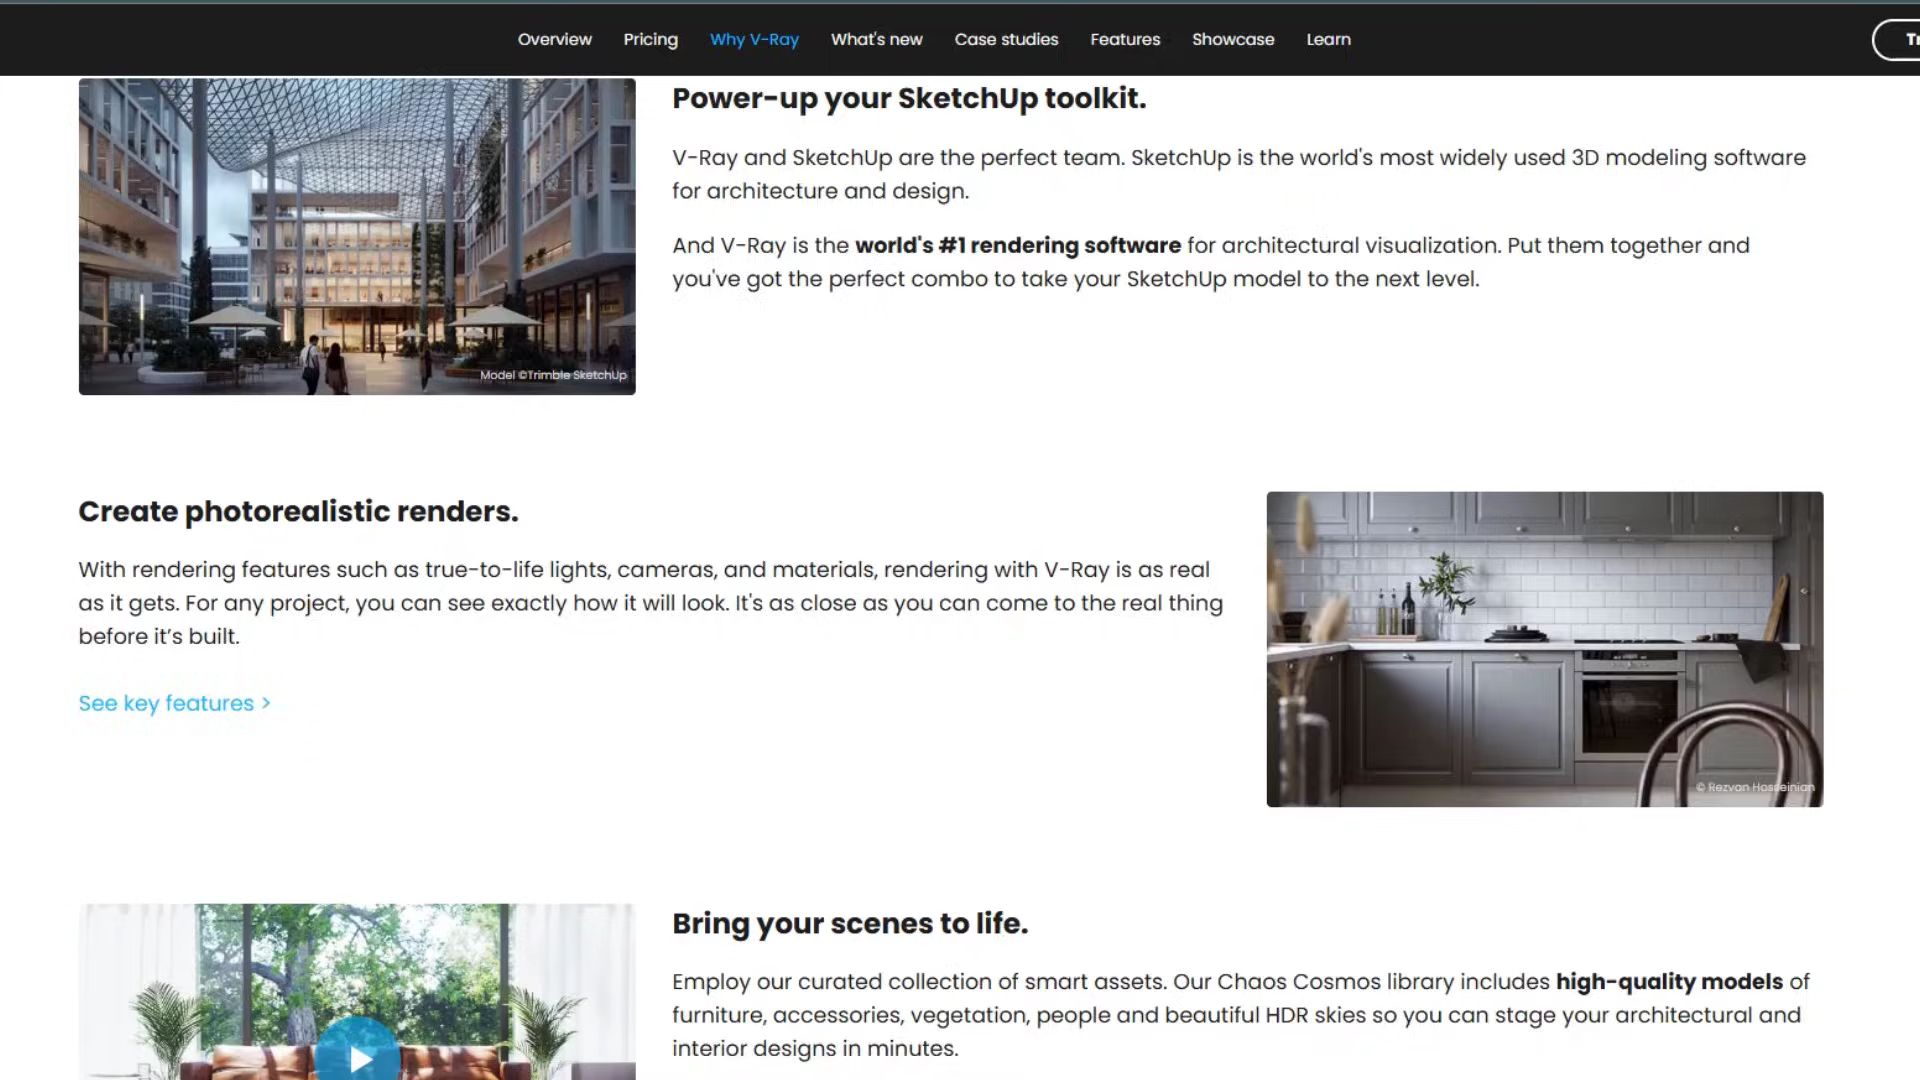 Overview Pricing Why V-Ray What's new Case studies Features Showcase Learn
Power-up your SketchUp toolkit.
V-Ray and SketchUp are the perfect team. SketchUp is the world's most widely used 3D modeling software
for architecture and design.
And V-Ray is the world's #1 rendering software for architectural visualization. Put them together and
you've got the perfect combo to take your SketchUp model to the next level.
Model ©Trimble SketchUp
Create photorealistic renders.
With rendering features such as true-to-life lights, cameras, and materials, rendering with V-Ray is as real
as it gets. For any project, you can see exactly how it will look. It's as close as you can come to the real thing
before it’s built.
See key features >
© Rezvan Hosseinian
Bring your scenes to life.
Employ our curated collection of smart assets. Our Chaos Cosmos library includes high-quality models of
furniture, accessories, vegetation, people and beautiful HDR skies so you can stage your architectural and
interior designs in minutes.